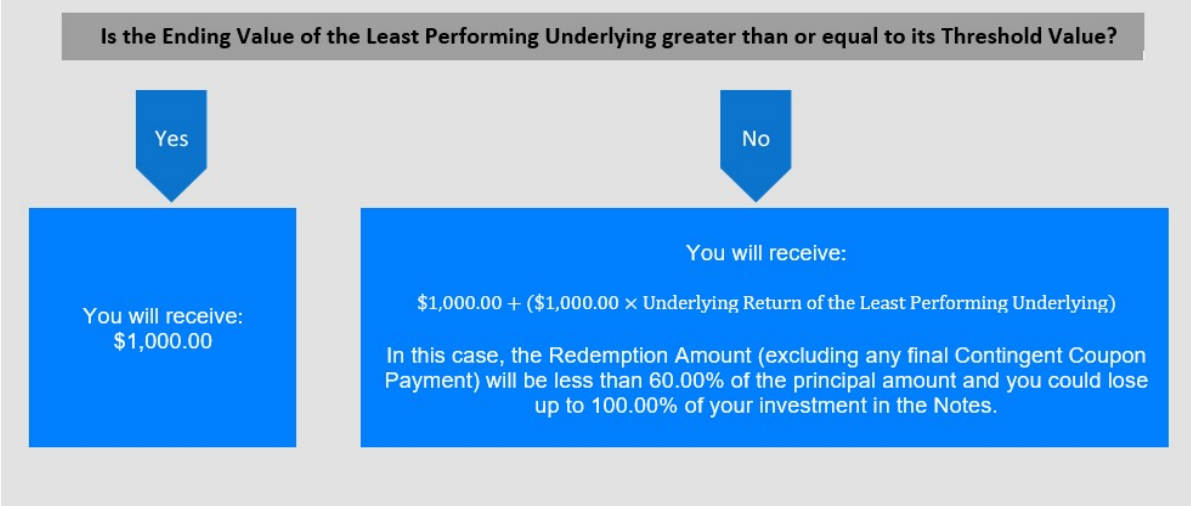 Is the Ending Value of the Least Performing Underlying greater than or equal to its Threshold Value?
Yes
No
You will receive:
$1,000.00
You will receive:
$1,000.00 + ($1,000.00 × Underlying Return of the Least Performing Underlying)
In this case, the Redemption Amount (excluding any final Contingent Coupon
Payment) will be less than 60.00% of the principal amount and you could lose
up to 100.00% of your investment in the Notes.